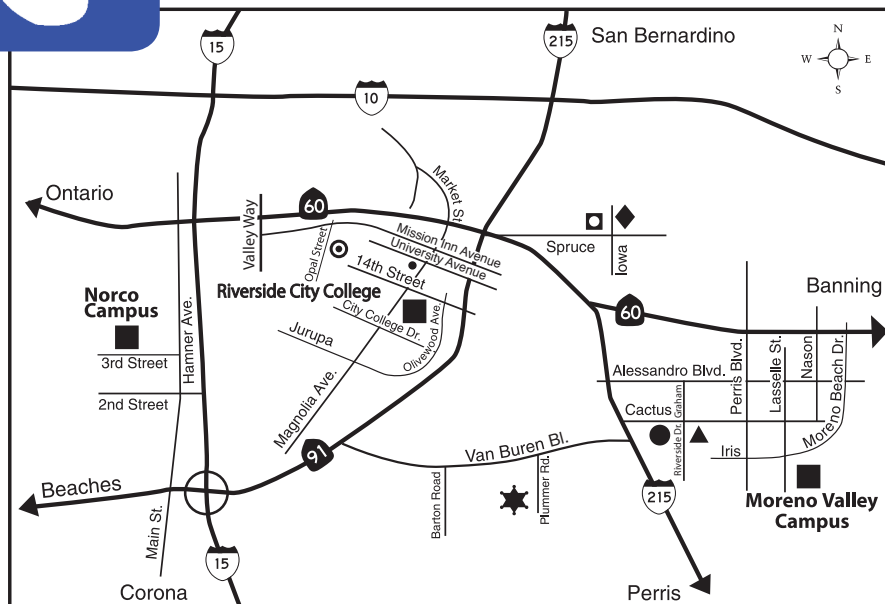 15
215
San Bernardino
N
W E
S
10
Market St.
Ontario
60
Valley Way
Opal Street
Mission Inn Avenue
University Avenue
14th Street
Spruce
Iowa
Riverside City College
Norco
Campus
Hamner Ave.
City College Dr.
Olivewood Ave.
Jurupa
3rd Street
2nd Street
Magnolia Ave.
60
Banning
Perris Blvd.
Lasselle St.
Nason
Moreno Beach Dr.
Alessandro Blvd.
Graham
Cactus
Riverside Dr.
Iris
91
Van Buren Bl.
Barton Road
Plummer Rd.
Beaches
Main St.
215
Moreno Valley
Campus
15
Corona
Perris